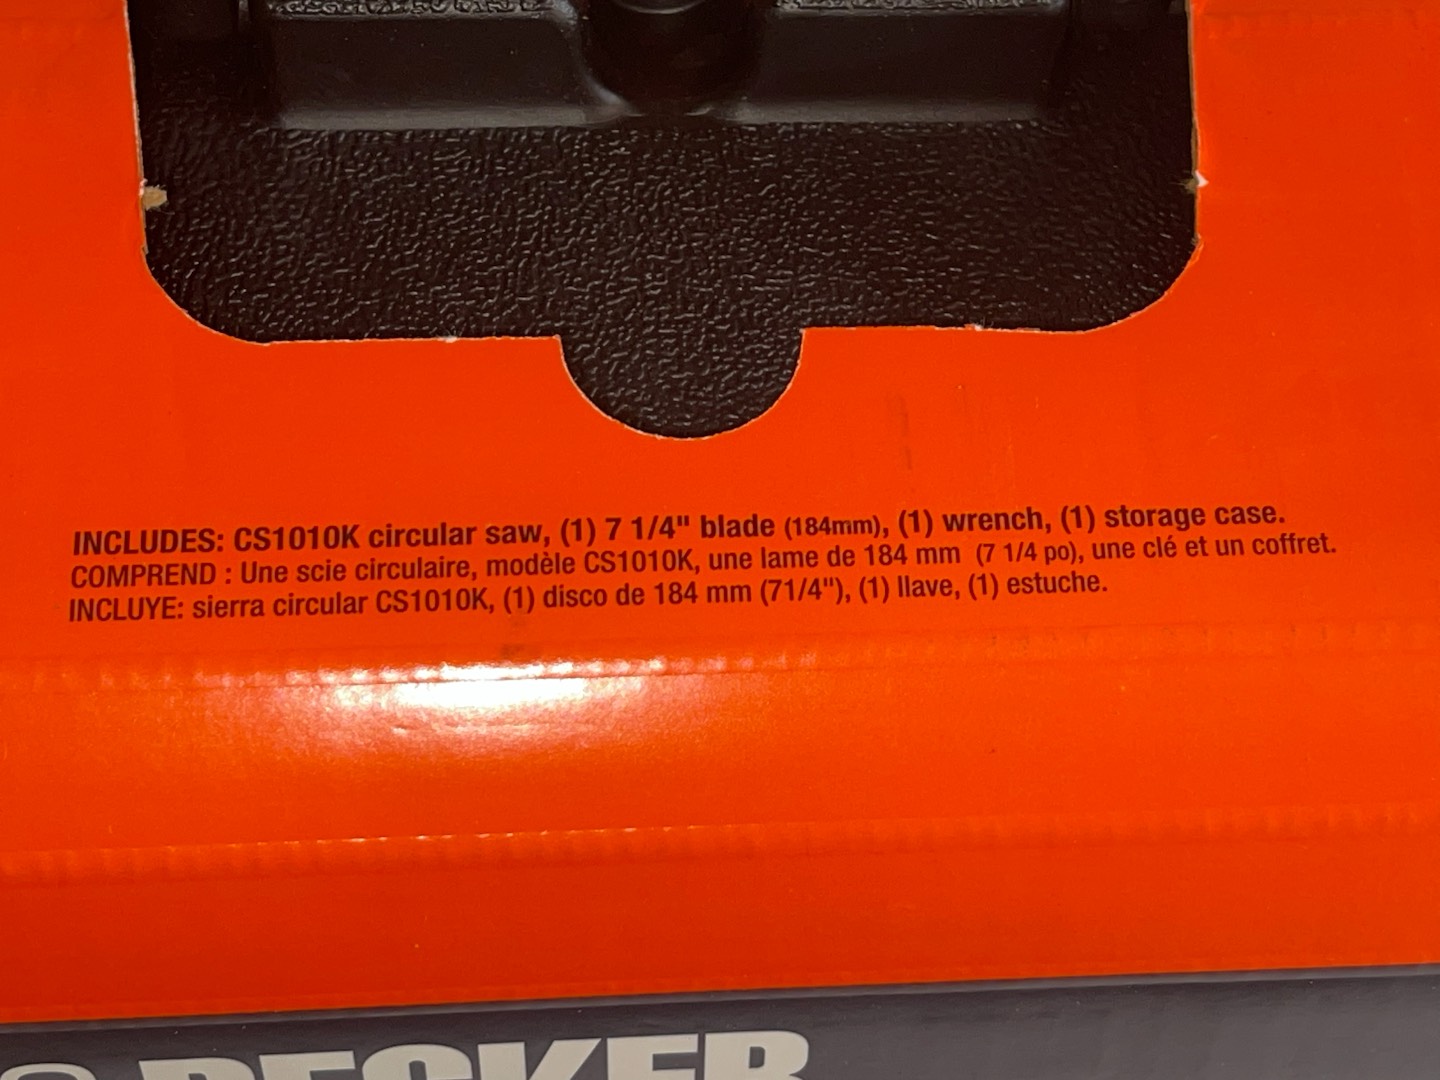 INCLUDES: CS1010K circular saw, (1) 7 1/4" blade (184mm), (1) wrench, (1) storage case.
COMPREND : Une scie circulaire, modèle CS1010K, une lame de 184 mm (7 1/4 po), une clé et un coffret.
INCLUYE: sierra circular CS1010K, (1) disco de 184 mm (71/4"), (1) llave, (1) estuche.
DECKER